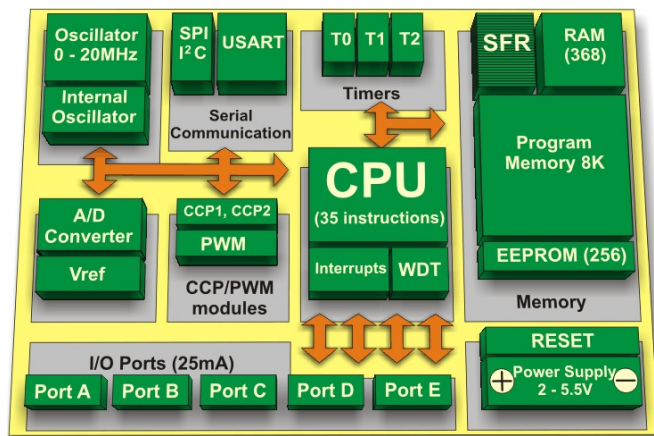 Oscillator
0 - 20MHz
Internal
Oscillator
SPI
I²C
USART
Serial
Communication
T0
T1
T2
Timers
SFR
RAM
(368)
Program
Memory 8K
EEPROM (256)
Memory
A/D
Converter
Vref
CCP1, CCP2
PWM
CCP/PWM
modules
CPU
(35 instructions)
Interrupts
WDT
I/O Ports (25mA)
Port A
Port B
Port C
Port D
Port E
RESET
Power Supply
2 - 5.5V
+
−